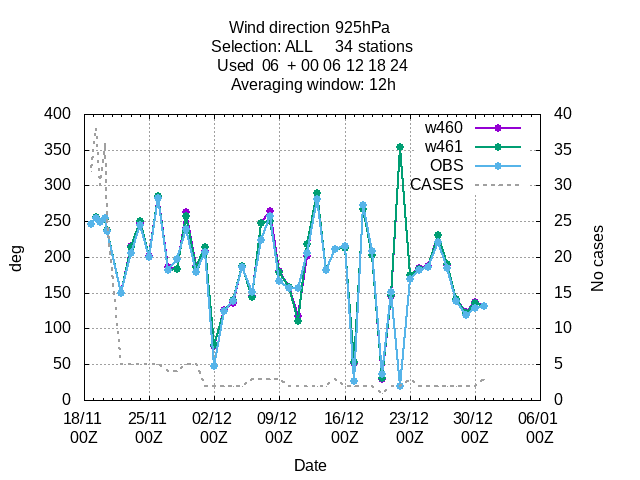 Wind direction 925hPa
Selection: ALL     34 stations
Used  06  + 00 06 12 18 24
Averaging window: 12h
400
350
300
250
200
150
100
50
0
40
35
30
25
20
15
10
5
0
deg
No cases
w460
w461
OBS
CASES
18/11 25/11 02/12 09/12 16/12 23/12 30/12 06/01
00Z 00Z 00Z 00Z 00Z 00Z 00Z 00Z
Date